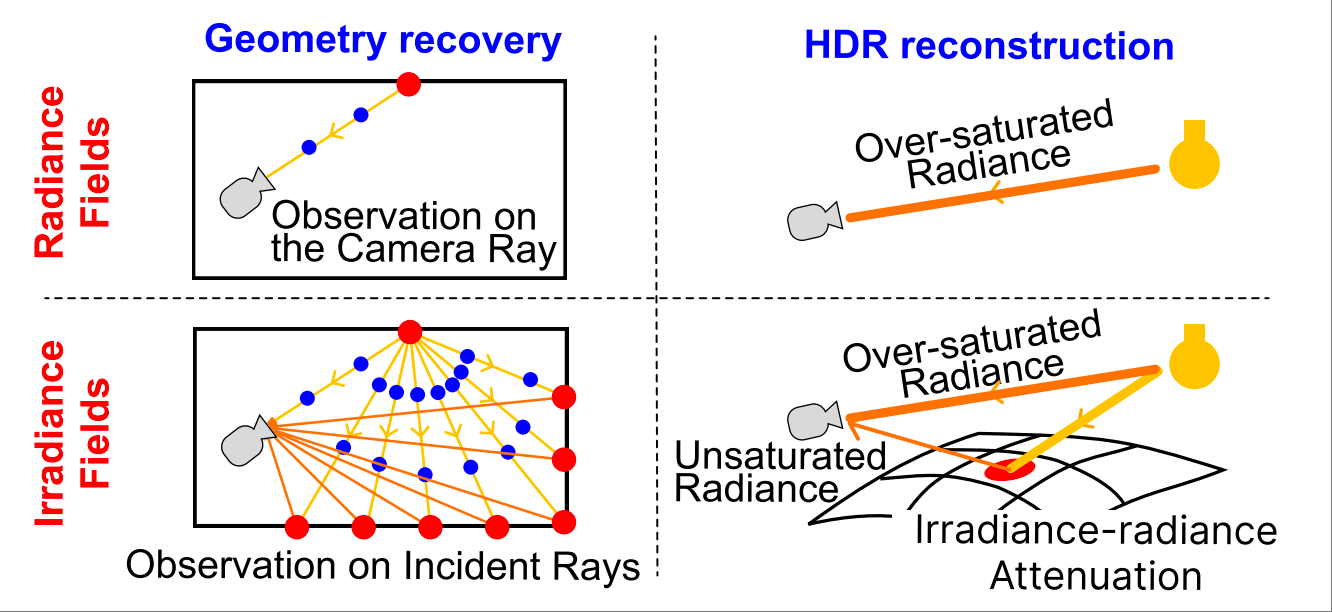 Geometry recovery
HDR reconstruction
Radiance
Fields
Observation on
the Camera Ray
Over-saturated
Radiance
Irradiance
Fields
Observation on Incident Rays
Over-saturated
Radiance
Unsaturated
Radiance
Irradiance-radiance
Attenuation